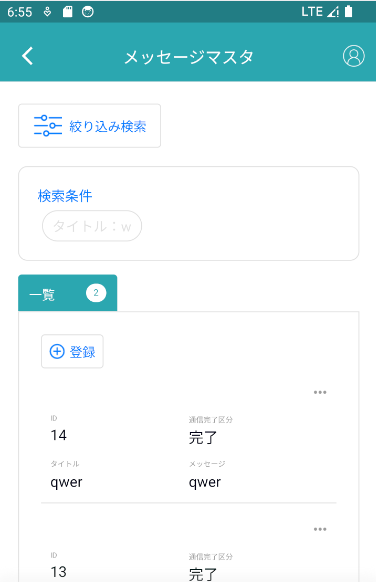 6:55 LTE
メッセージマスタ
絞り込み検索
検索条件
タイトル：w
一覧 2
登録
ID 通信完了区分
14 完了
タイトル メッセージ
qwer qwer
ID 通信完了区分
13 完了